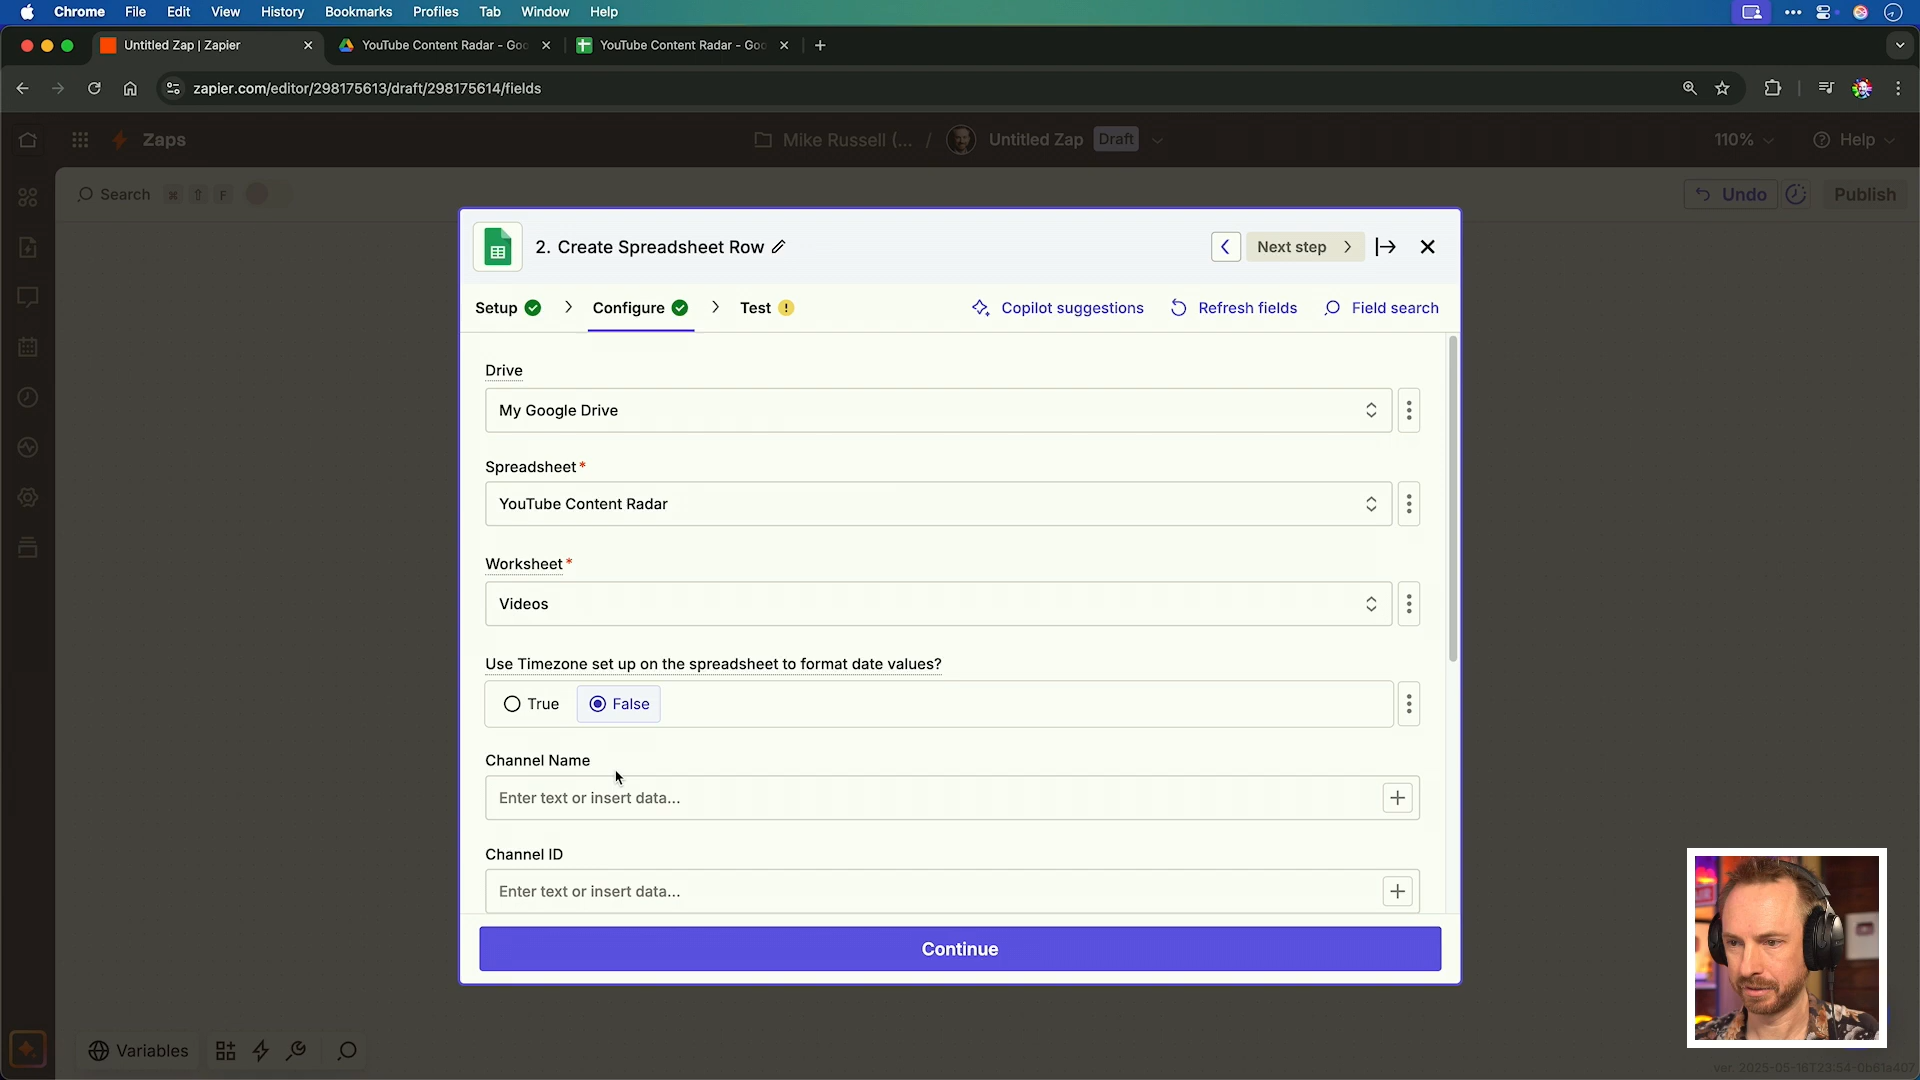 Chrome File Edit View History Bookmarks Profiles Tab Window Help
Untitled Zap | Zapier
YouTube Content Radar - Goo
YouTube Content Radar - Goo
zapier.com/editor/298175613/draft/298175614/fields
Zaps
Mike Russell (... / Untitled Zap Draft
110%
Help
Search ⌘ ⇧ F
Undo
Publish
2. Create Spreadsheet Row
Next step
Setup
Configure
Test
Copilot suggestions
Refresh fields
Field search
Drive
My Google Drive
Spreadsheet *
YouTube Content Radar
Worksheet *
Videos
Use Timezone set up on the spreadsheet to format date values?
True False
Channel Name
Enter text or insert data...
Channel ID
Enter text or insert data...
Continue
Variables